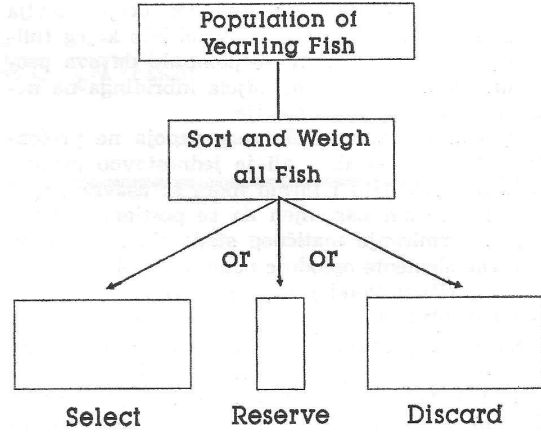 Population of
Yearling Fish
Sort and Weigh
all Fish
or or
Select Reserve Discard